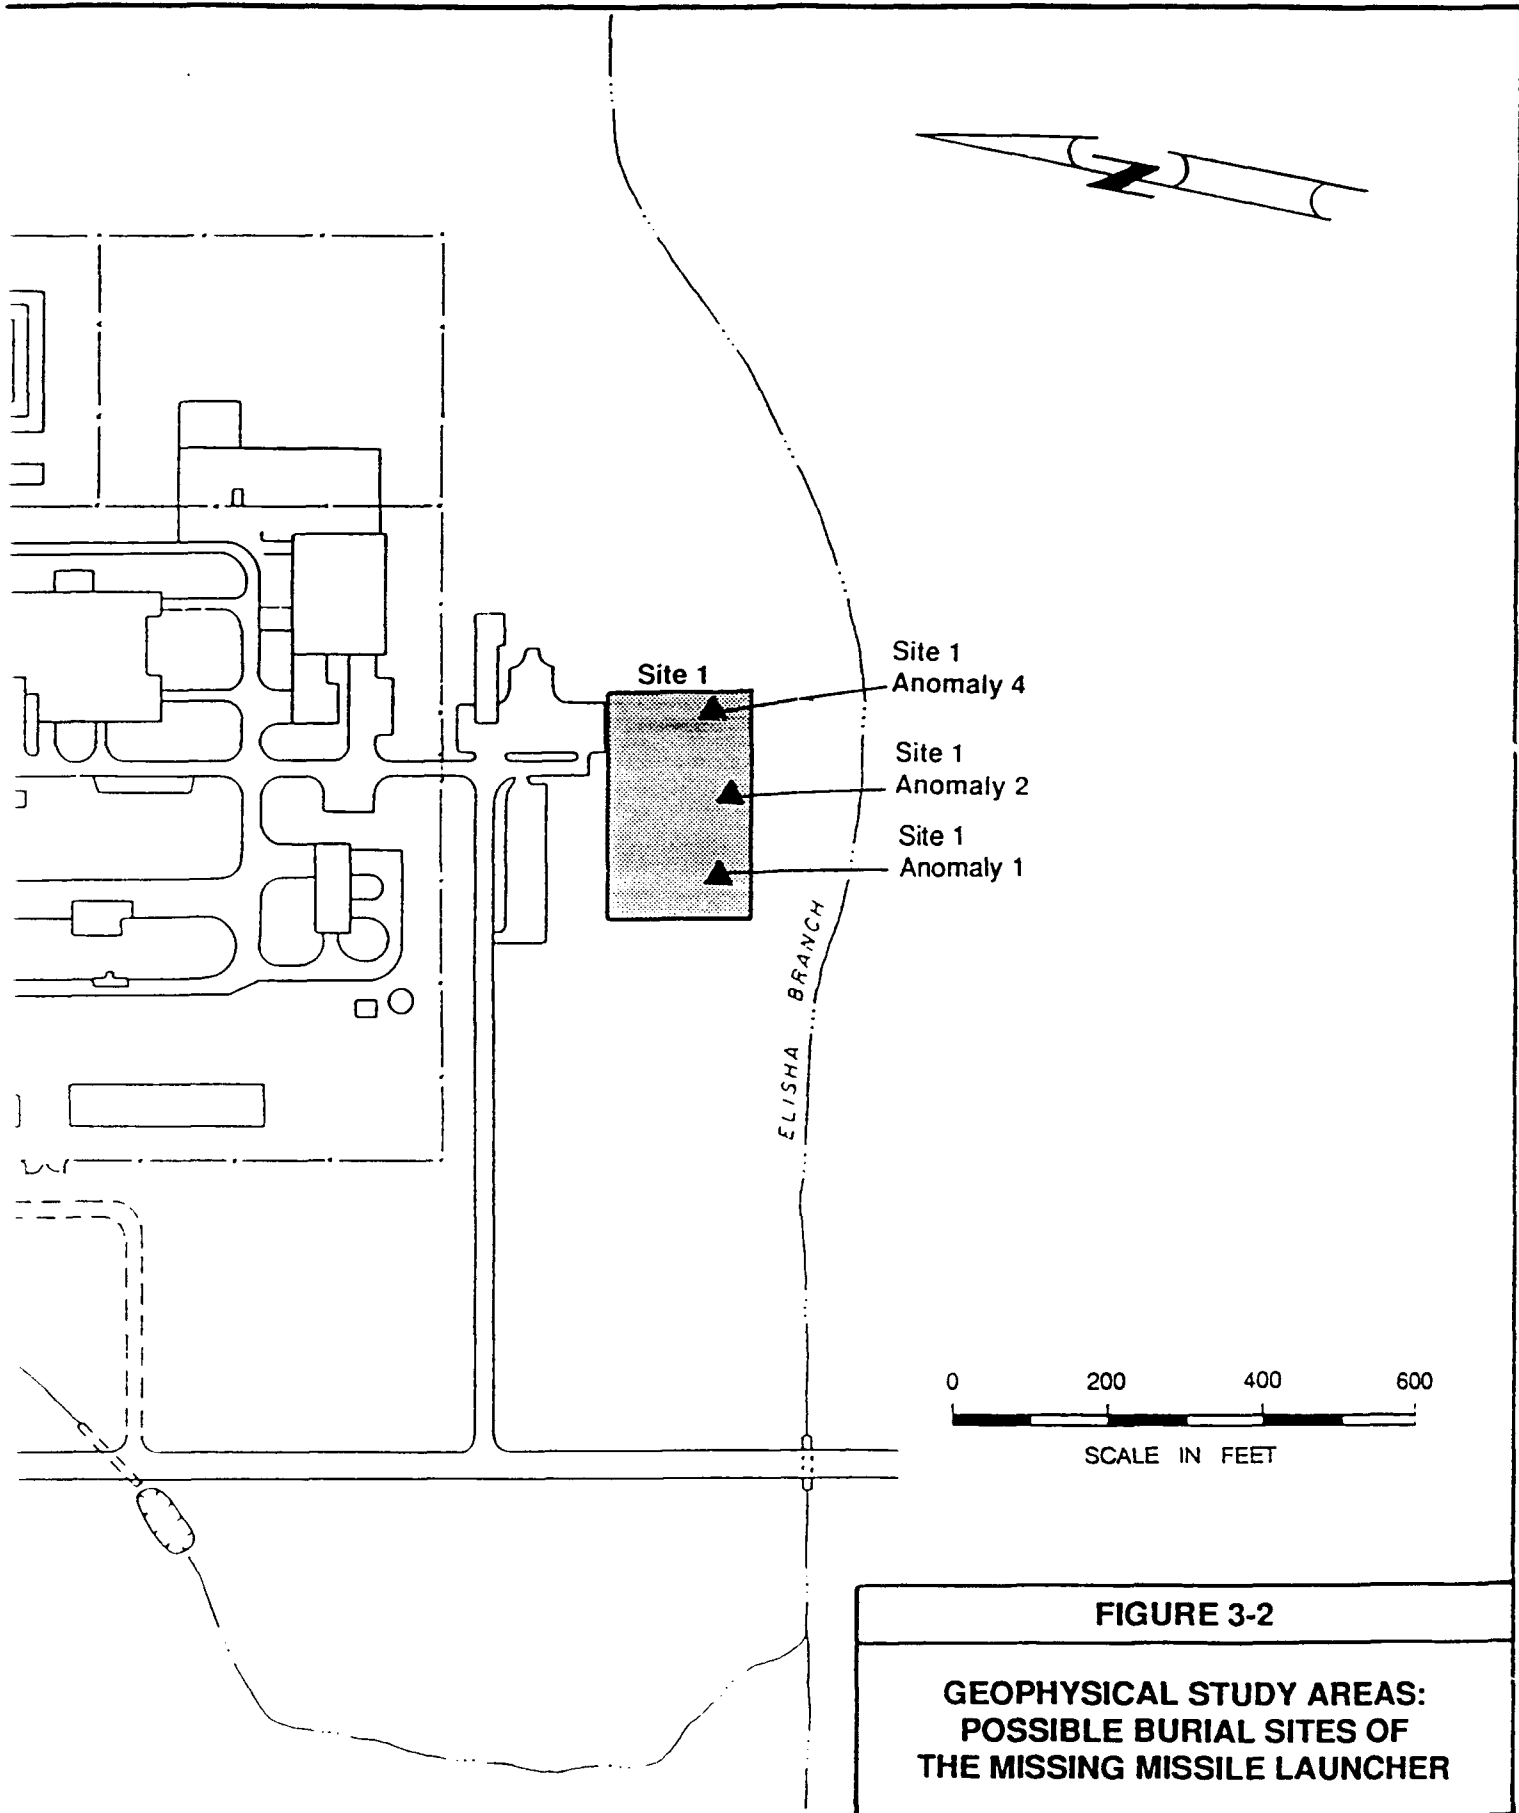 Site 1
Site 1
Anomaly 4
Site 1
Anomaly 2
Site 1
Anomaly 1
ELISHA BRANCH
0 200 400 600
SCALE IN FEET
FIGURE 3-2
GEOPHYSICAL STUDY AREAS:
POSSIBLE BURIAL SITES OF
THE MISSING MISSILE LAUNCHER
N